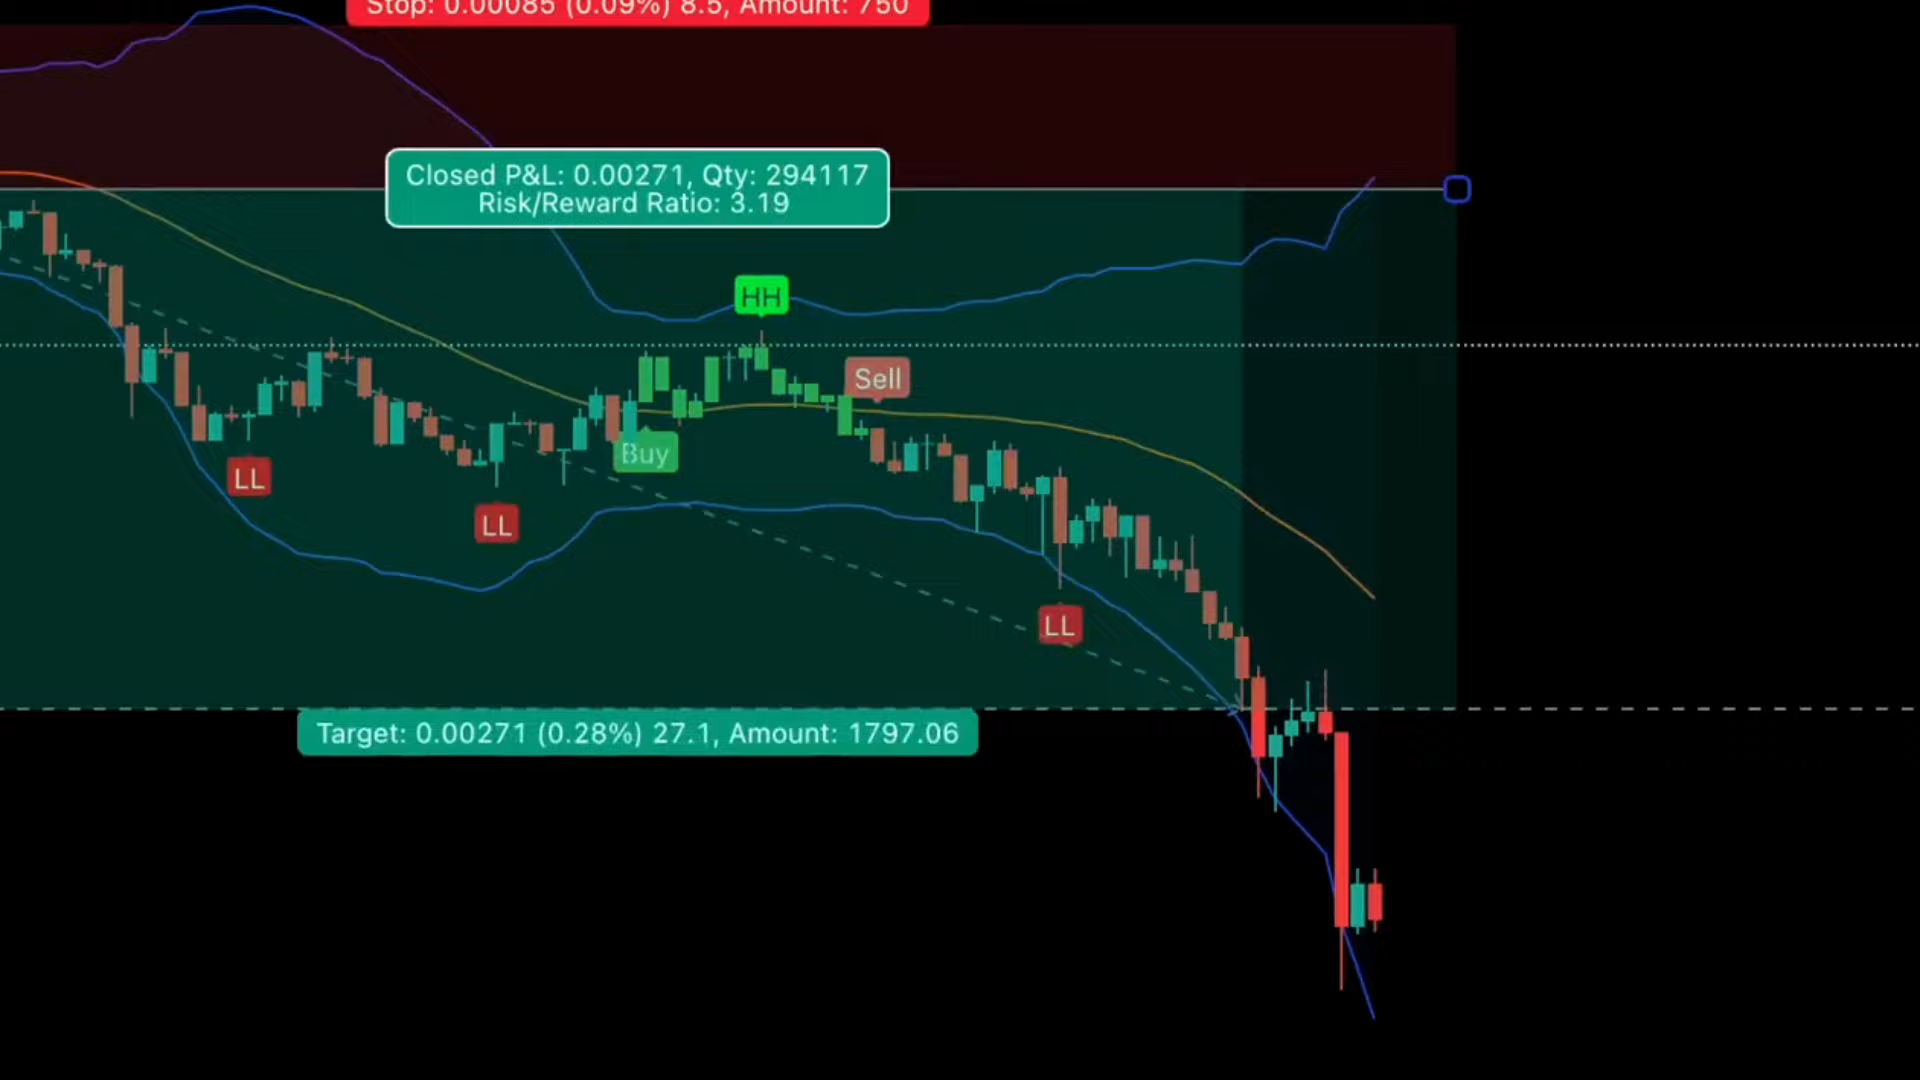 Stop: 0.00085 (0.09%) 8.5, Amount: 750
Closed P&L: 0.00271, Qty: 294117
Risk/Reward Ratio: 3.19
HH
Sell
Buy
LL
LL
LL
Target: 0.00271 (0.28%) 27.1, Amount: 1797.06